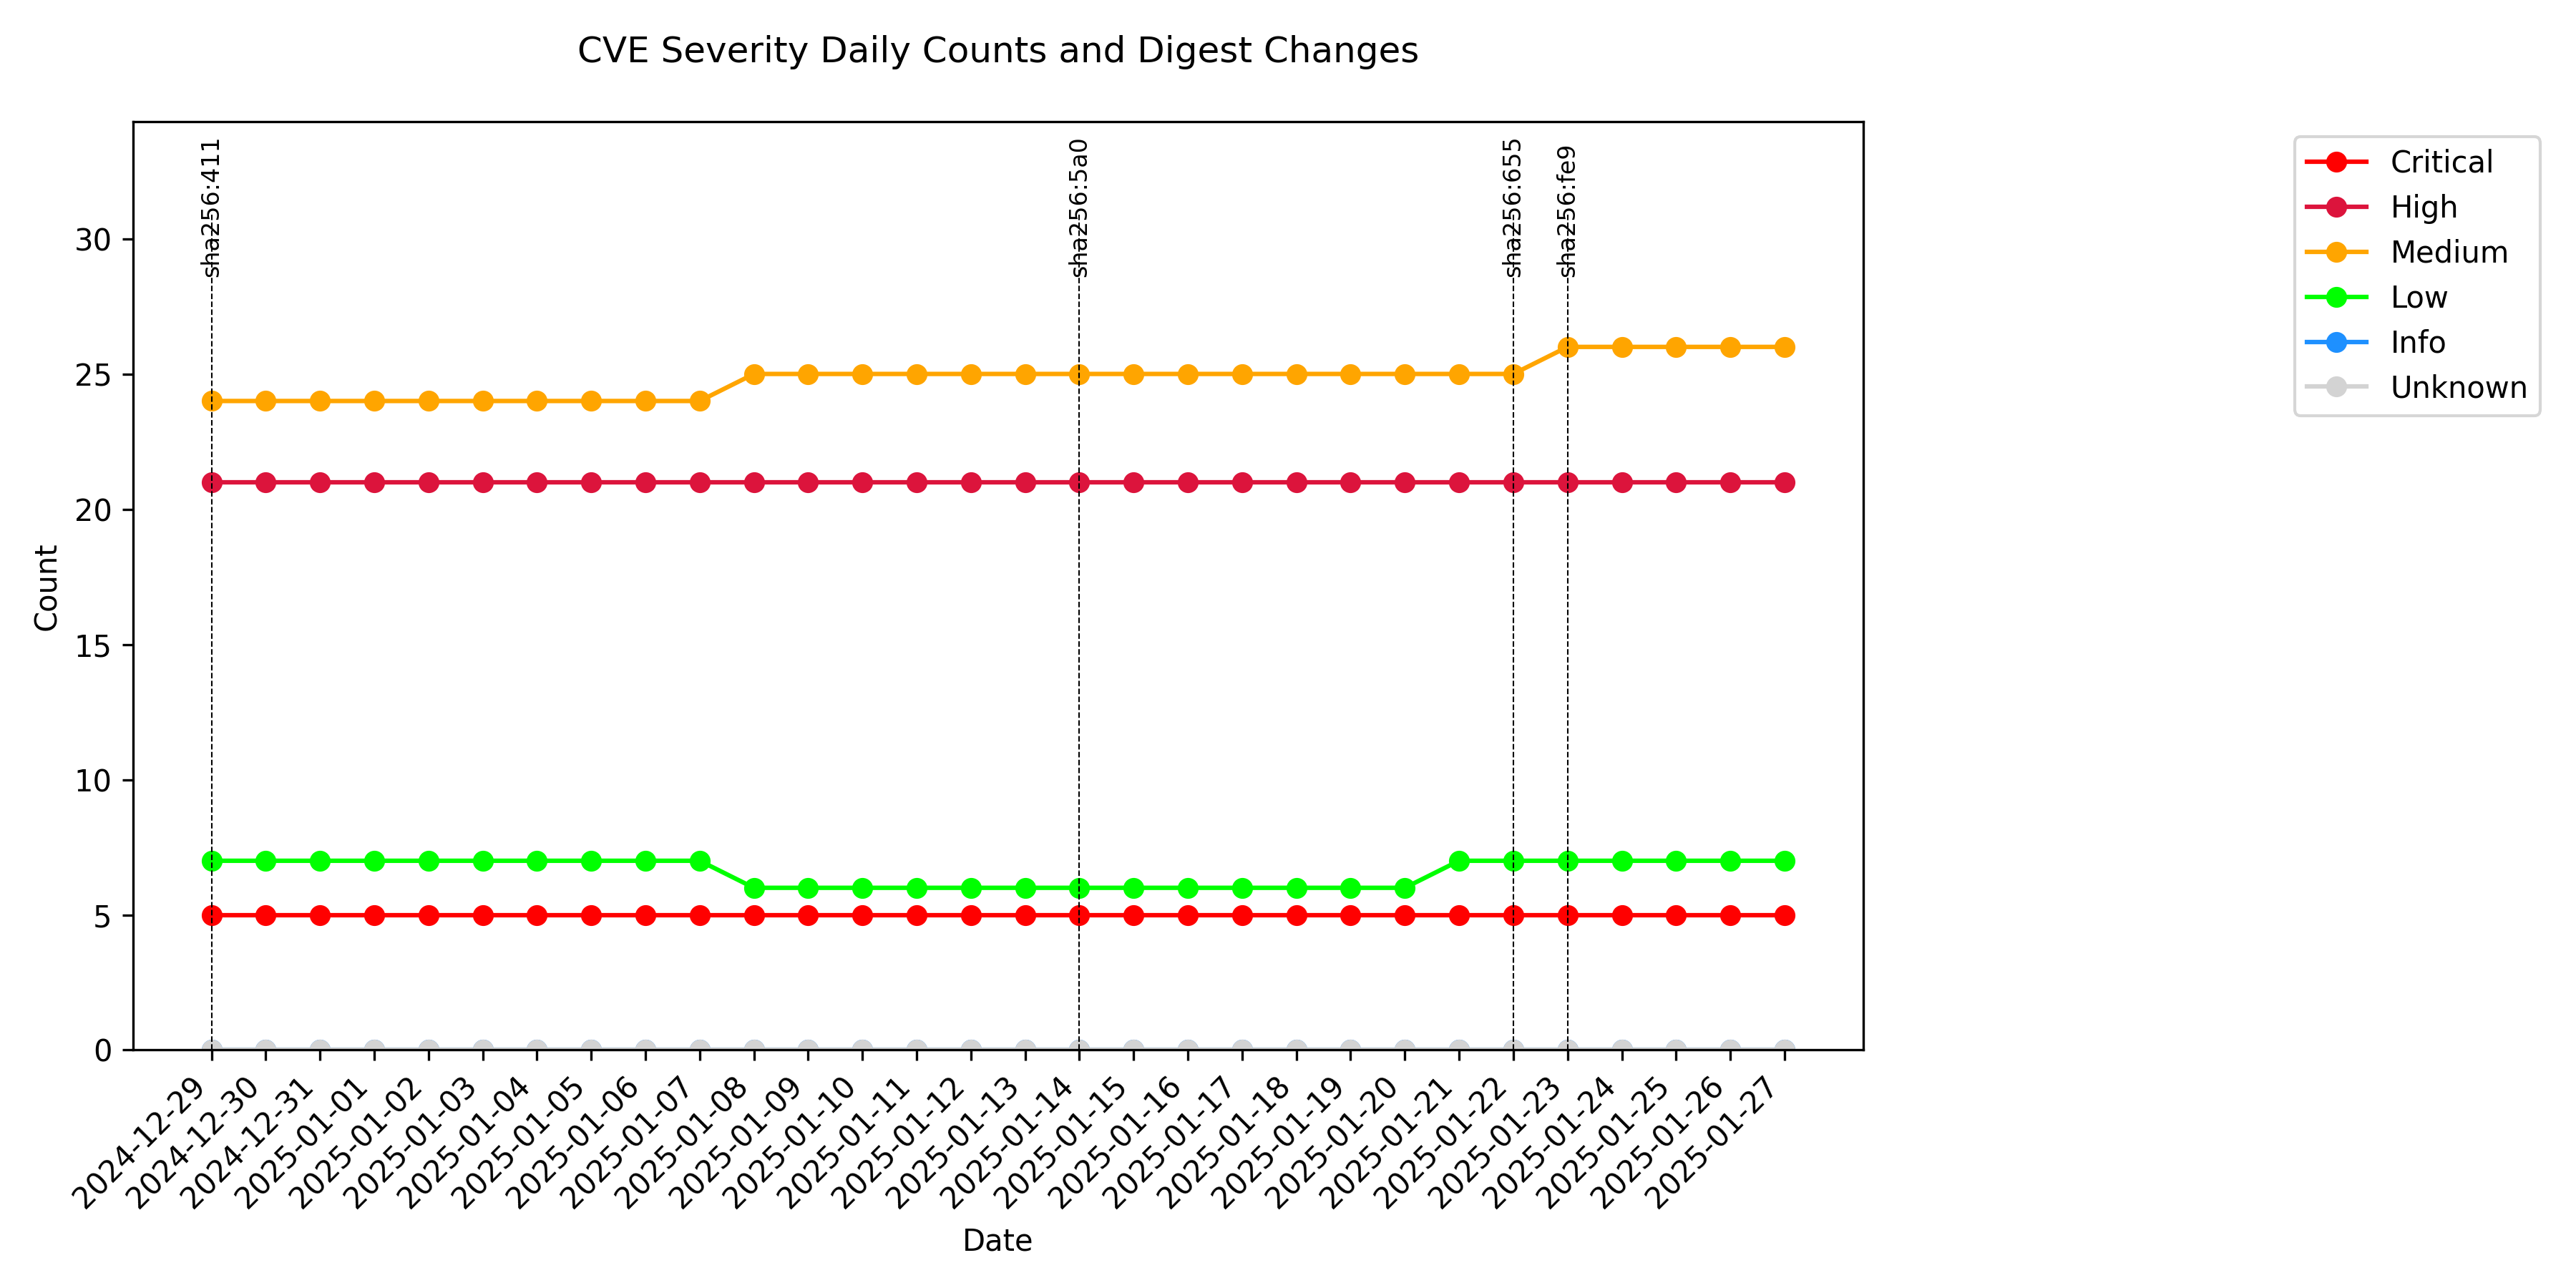 CVE Severity Daily Counts and Digest Changes
sha256:411
sha256:5a0
sha256:655
sha256:fe9
Critical
High
Medium
Low
Info
Unknown
Count
30
25
20
15
10
5
0
2024-12-29
2024-12-30
2024-12-31
2025-01-01
2025-01-02
2025-01-03
2025-01-04
2025-01-05
2025-01-06
2025-01-07
2025-01-08
2025-01-09
2025-01-10
2025-01-11
2025-01-12
2025-01-13
2025-01-14
2025-01-15
2025-01-16
2025-01-17
2025-01-18
2025-01-19
2025-01-20
2025-01-21
2025-01-22
2025-01-23
2025-01-24
2025-01-25
2025-01-26
2025-01-27
Date